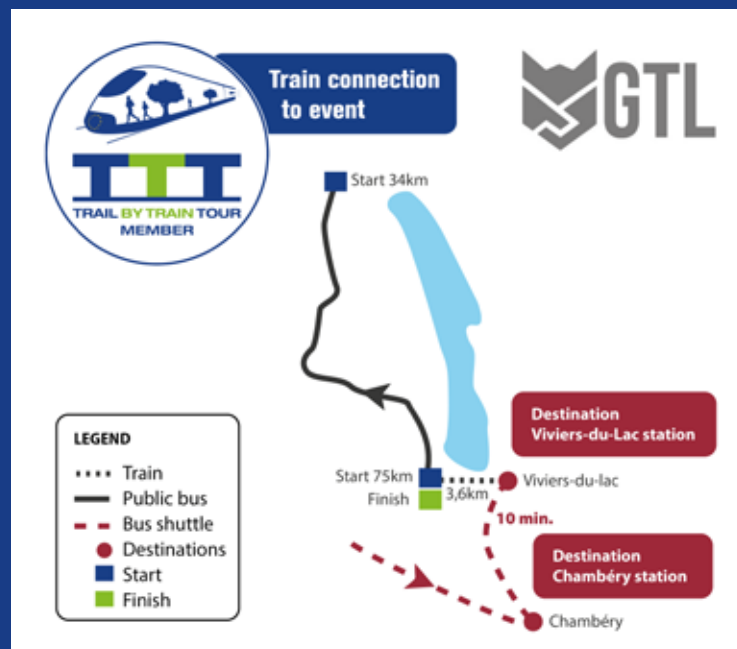 Train connection
to event
GTL
TTT
TRAIL BY TRAIN TOUR
MEMBER
Start 34km
Destination
Viviers-du-Lac station
Start 75km
Finish
3,6km
Viviers-du-lac
10 min.
Destination
Chambéry station
Chambéry
LEGEND
Train
Public bus
Bus shuttle
Destinations
Start
Finish